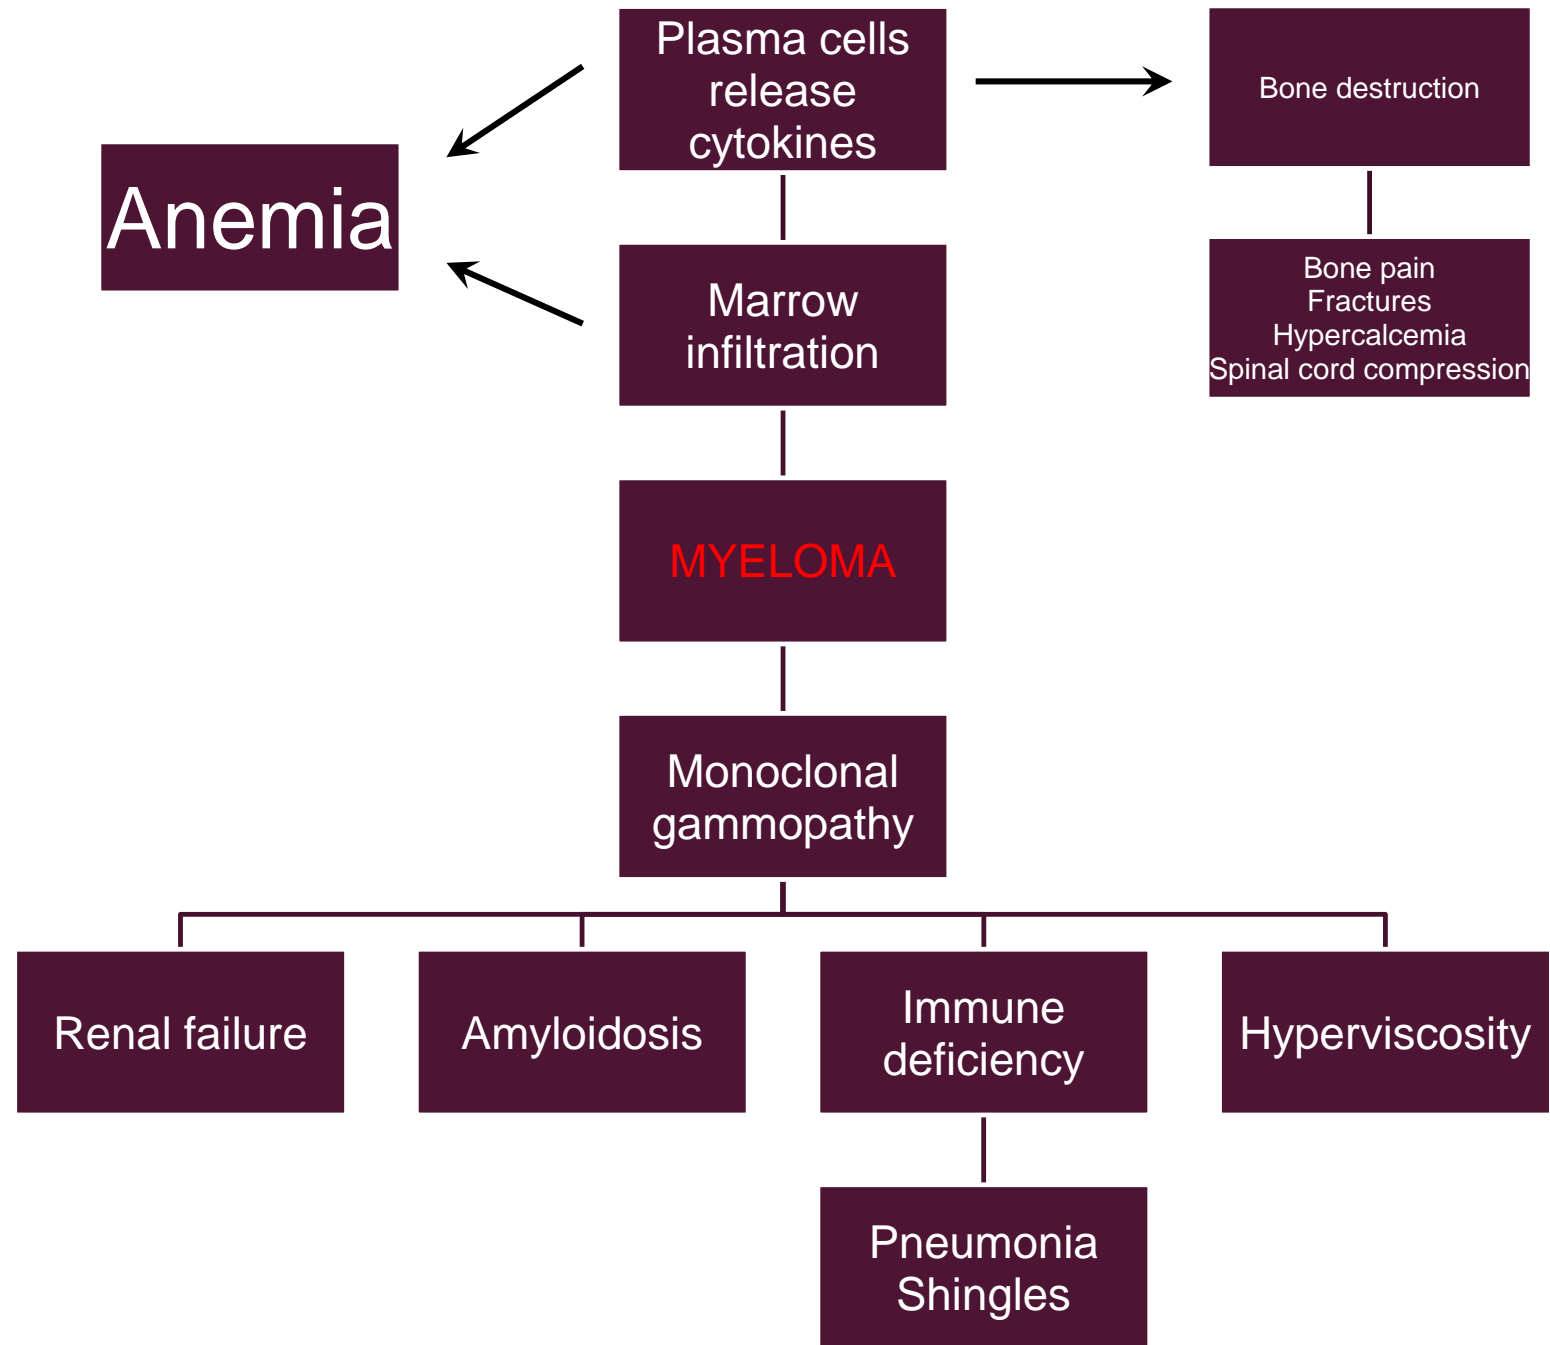 Plasma cells
release
cytokines
Bone destruction
Anemia
Marrow
infiltration
Bone pain
Fractures
Hypercalcemia
Spinal cord compression
MYELOMA
Monoclonal
gammopathy
Renal failure
Amyloidosis
Immune
deficiency
Hyperviscosity
Pneumonia
Shingles